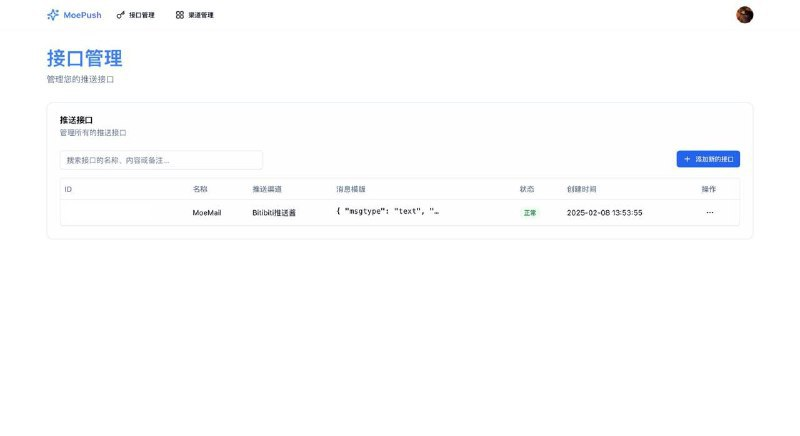 MoePush 接口管理 渠道管理
接口管理
管理您的推送接口
推送接口
管理所有的推送接口
搜索接口的名称、内容或备注...
添加新的接口
ID 名称 推送渠道 消息模版 状态 创建时间 操作
MoeMail Bitibiti推送酱 { "msgtype": "text", "… 正常 2025-02-08 13:53:55 ...